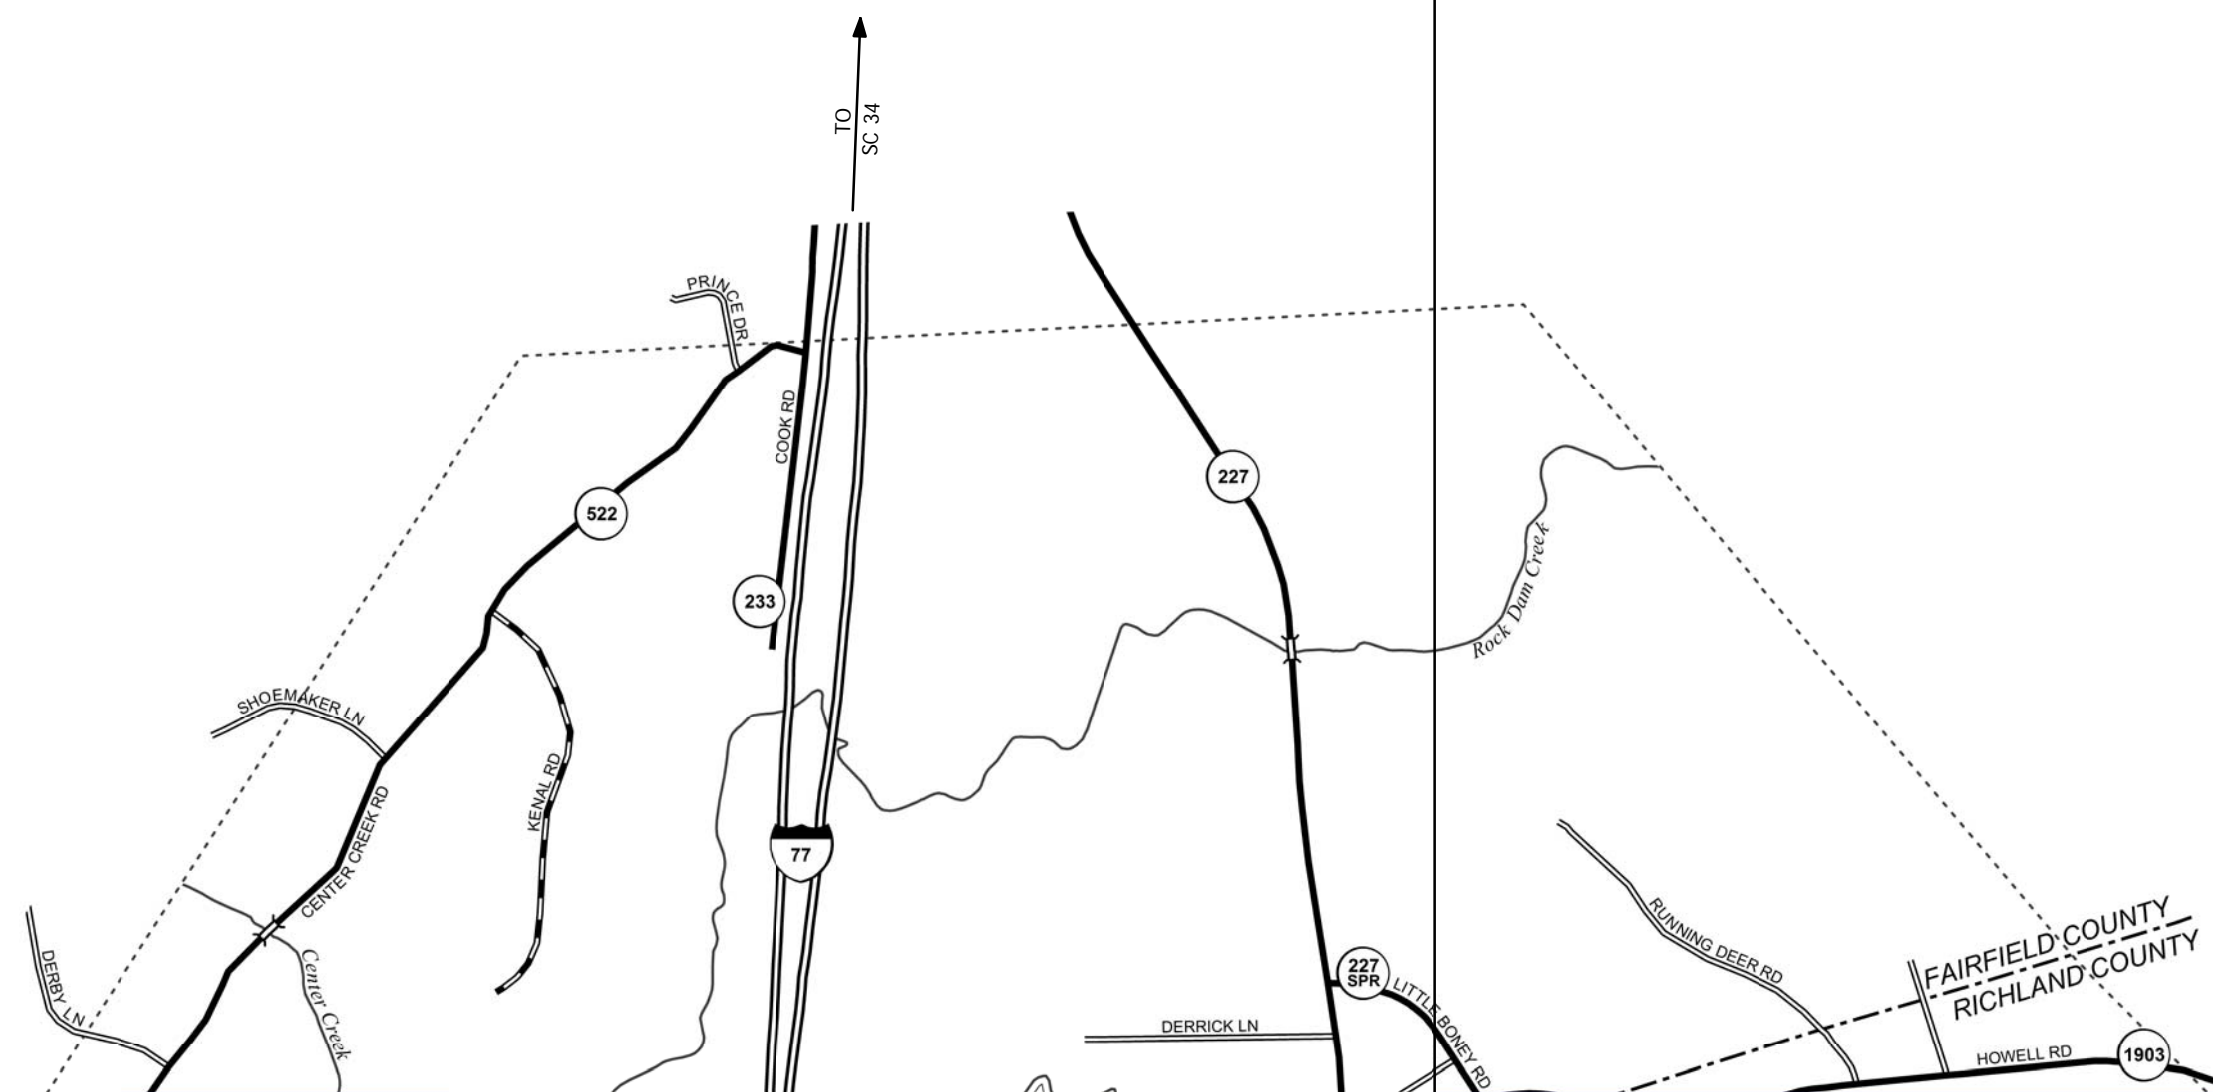 TO
SC 34
PRINCE DR
COOK RD
227
522
233
Rock Dam Creek
SHOEMAKER LN
KENAL RD
CENTER CREEK RD
77
RUNNING DEER RD
FAIRFIELD COUNTY
RICHLAND COUNTY
DERBY LN
Center Creek
227
SPR
LITTLE BONEY RD
DERRICK LN
HOWELL RD
1903